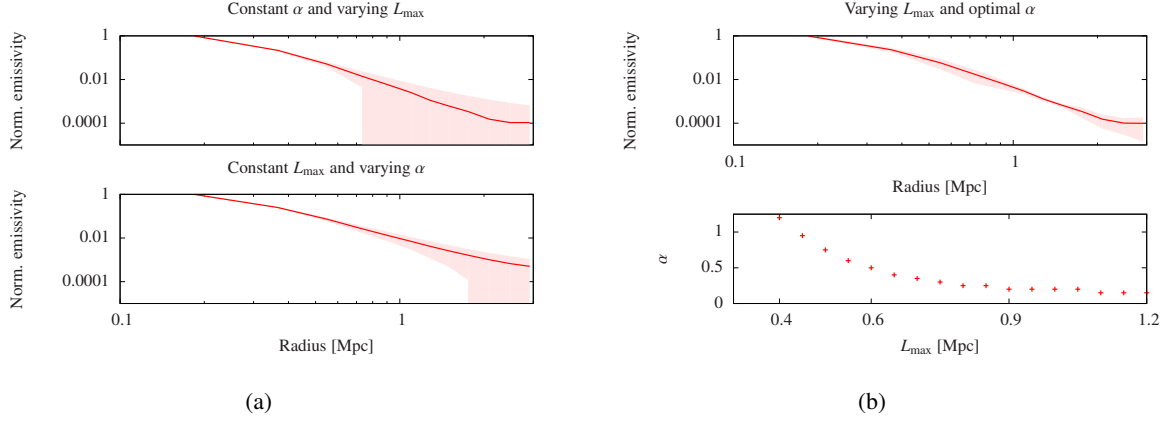 Constant α and varying Lmax
Norm. emissivity
1
0.01
0.0001
Constant Lmax and varying α
Norm. emissivity
1
0.01
0.0001
0.1
1
Radius [Mpc]
(a)
Varying Lmax and optimal α
Norm. emissivity
1
0.01
0.0001
0.1
1
Radius [Mpc]
α
1
0.5
0
0.4
0.6
0.9
1.2
Lmax [Mpc]
(b)